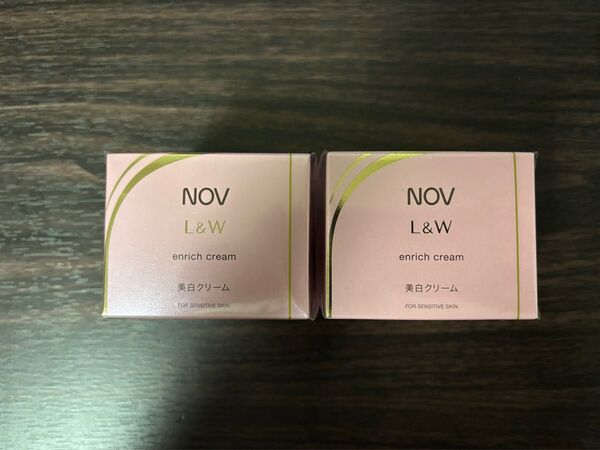 NOV
L&W
enrich cream
美白クリーム
FOR SENSITIVE SKIN
NOV
L&W
enrich cream
美白クリーム
FOR SENSITIVE SKIN